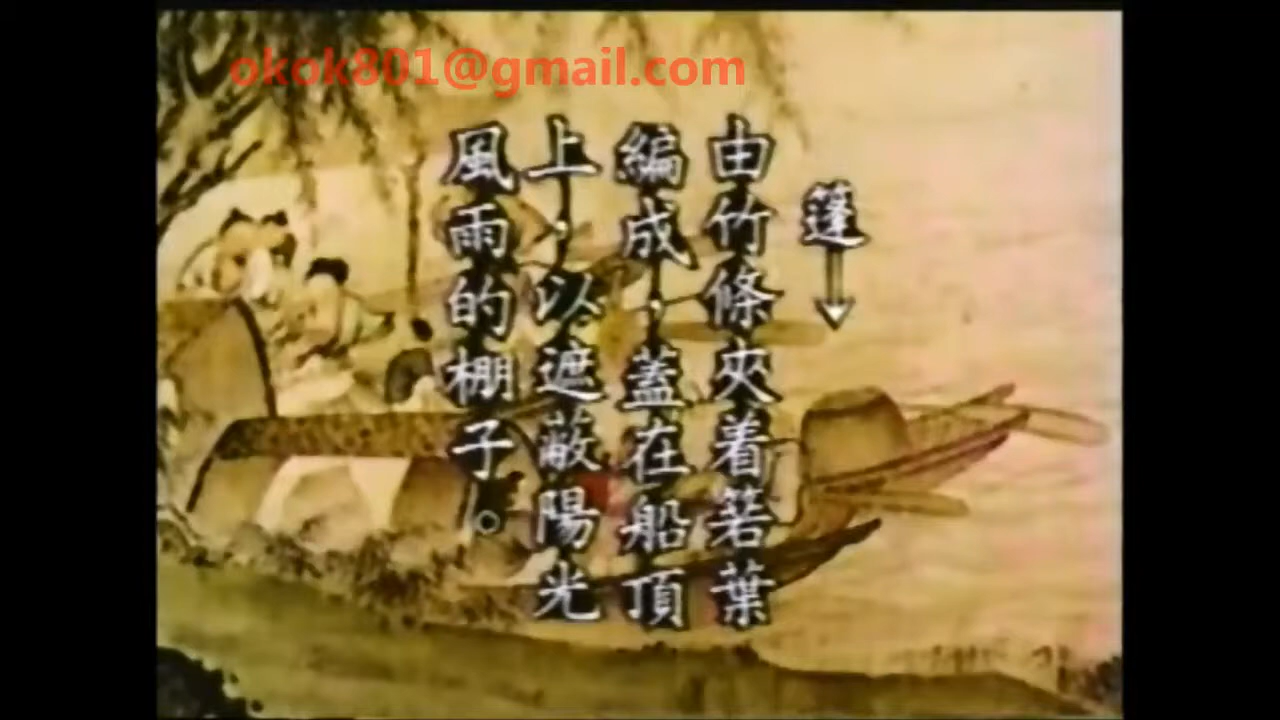 okok801@gmail.com
篷↓
由竹條夾着箬葉
編成，蓋在船頂
上，以遮蔽陽光
風雨的棚子。